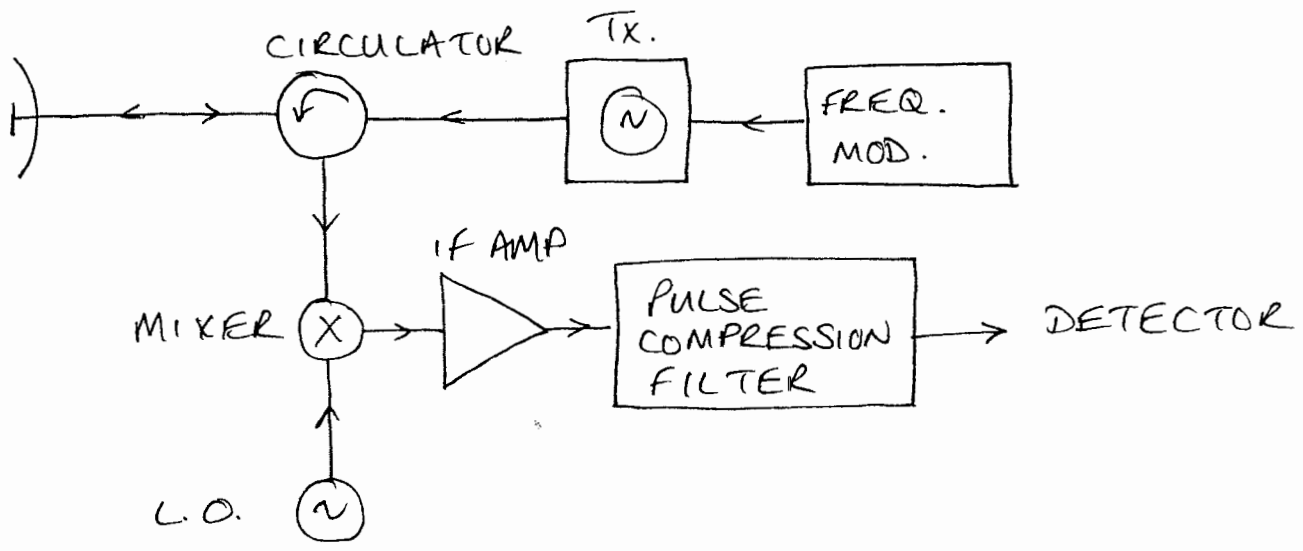 CIRCULATOR
Tx.
FREQ.
MOD.
IF AMP
MIXER
X
PULSE
COMPRESSION
FILTER
DETECTOR
L.O.